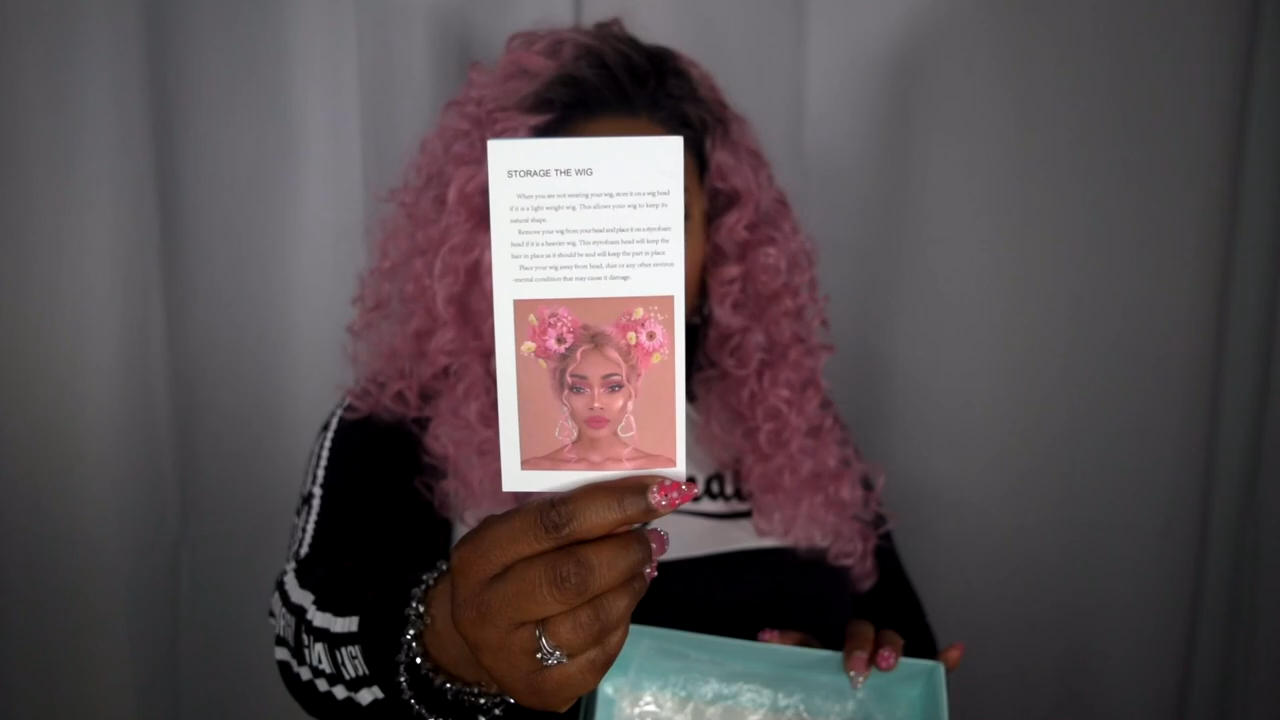 STORAGE THE WIG
When you are not wearing your wig, store it on a wig head
if it is a light weight wig. This allows your wig to keep its
natural shape.
Remove your wig from your head and place it on a styrofoam
head if it is a heavier wig. This styrofoam head will keep the
hair in place as it should be and will keep the part in place.
Place your wig away from head, dust or any other environ
-mental condition that may cause it damage.